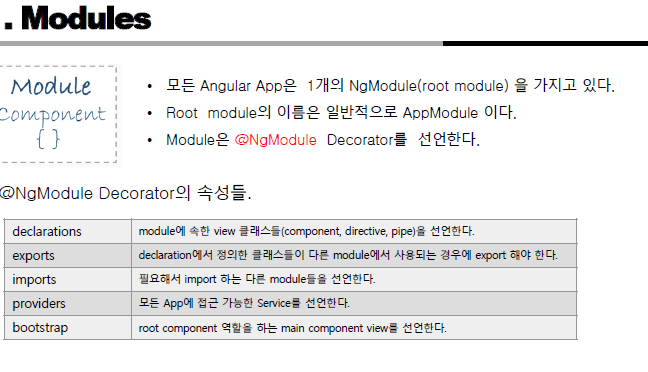 . Modules
Module
Component
{ }
• 모든 Angular App은 1개의 NgModule(root module) 을 가지고 있다.
• Root module의 이름은 일반적으로 AppModule 이다.
• Module은 @NgModule Decorator를 선언한다.
@NgModule Decorator의 속성들.
declarations module에 속한 view 클래스들(component, directive, pipe)을 선언한다.
exports declaration에서 정의한 클래스들이 다른 module에서 사용되는 경우에 export 해야 한다.
imports 필요해서 import 하는 다른 module들을 선언한다.
providers 모든 App에 접근 가능한 Service를 선언한다.
bootstrap root component 역할을 하는 main component view를 선언한다.